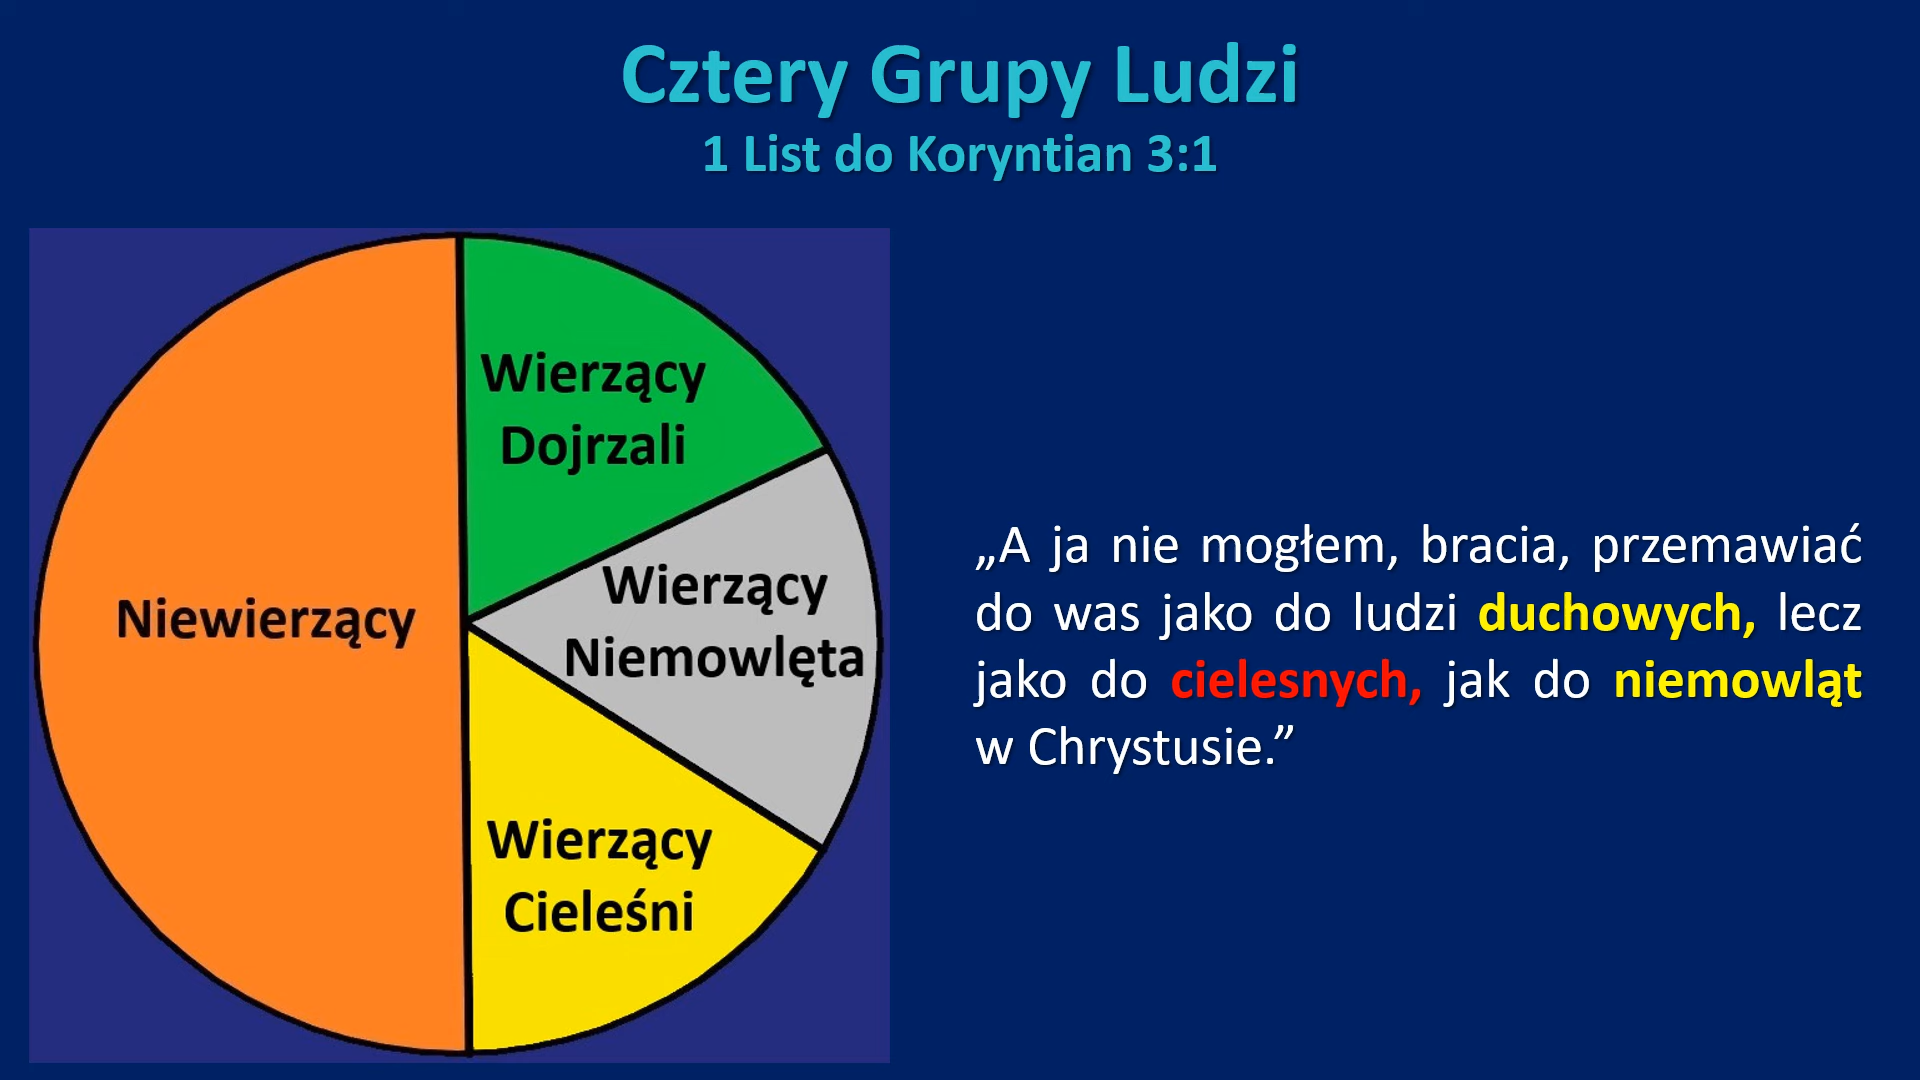 Cztery Grupy Ludzi
1 List do Koryntian 3:1
Wierzący
Dojrzali
Wierzący
Niemowlęta
Niewierzący
Wierzący
Cieleśni
„A ja nie mogłem, bracia, przemawiać
do was jako do ludzi duchowych, lecz
jako do cielesnych, jak do niemowląt
w Chrystusie.”